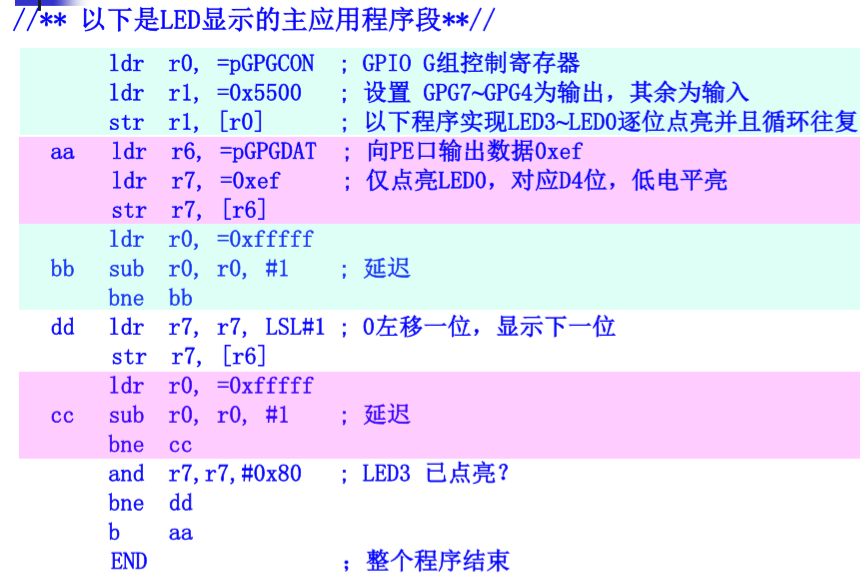 //** 以下是LED显示的主应用程序段**//
ldr r0, =pGPGCON ; GPIO G组控制寄存器
ldr r1, =0x5500 ; 设置 GPG7~GPG4为输出，其余为输入
str r1, [r0] ; 以下程序实现LED3~LED0逐位点亮并且循环往复
aa ldr r6, =pGPGDAT ; 向PE口输出数据0xef
ldr r7, =0xef ; 仅点亮LED0，对应D4位，低电平亮
str r7, [r6]
ldr r0, =0xfffff
bb sub r0, r0, #1 ; 延迟
bne bb
dd ldr r7, r7, LSL#1 ; 0左移一位，显示下一位
str r7, [r6]
ldr r0, =0xfffff
cc sub r0, r0, #1 ; 延迟
bne cc
and r7,r7,#0x80 ; LED3 已点亮？
bne dd
b aa
END ; 整个程序结束